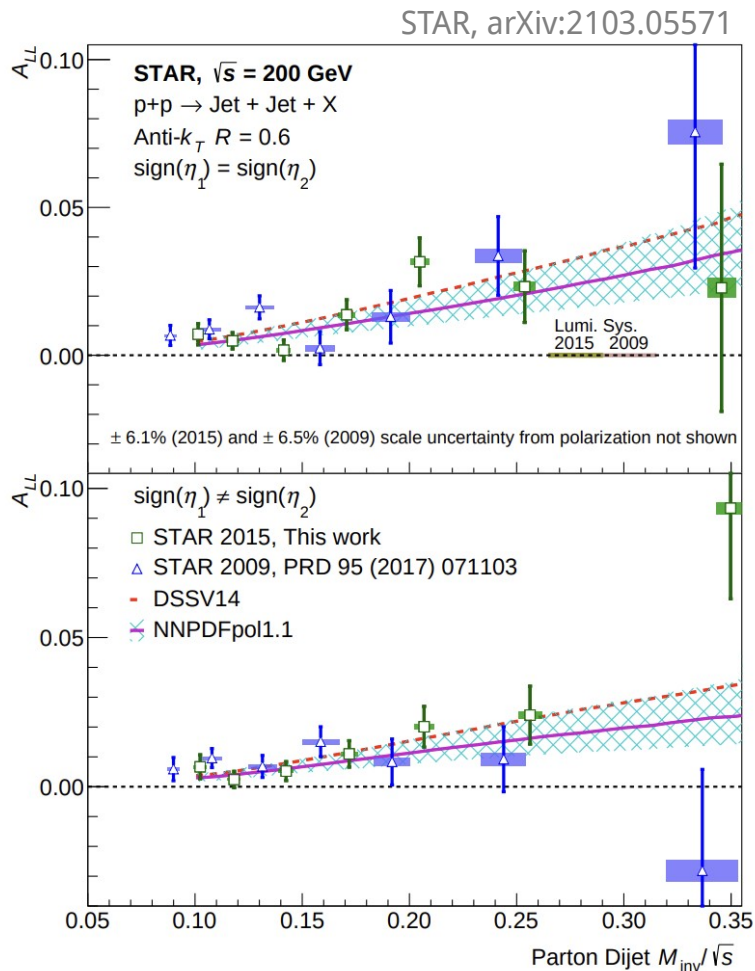 STAR, arXiv:2103.05571
A_LL
0.10
STAR, √s = 200 GeV
p+p → Jet + Jet + X
Anti-k_T R = 0.6
sign(η_1) = sign(η_2)
0.05
Lumi. Sys.
2015 2009
0.00
± 6.1% (2015) and ± 6.5% (2009) scale uncertainty from polarization not shown
A_LL
0.10
sign(η_1) ≠ sign(η_2)
STAR 2015, This work
STAR 2009, PRD 95 (2017) 071103
DSSV14
0.05
NNPDFpol1.1
0.00
0.05 0.10 0.15 0.20 0.25 0.30 0.35
Parton Dijet M_inv/√s